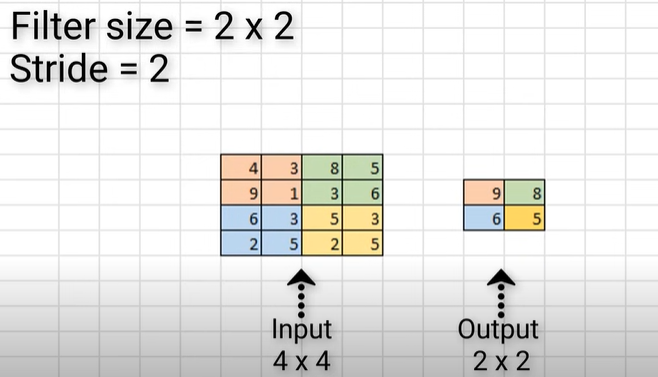 Filter size = 2 x 2
Stride = 2
4 3 8 5
9 1 3 6
6 3 5 3
2 5 2 5
9 8
6 5
Input
4 x 4
Output
2 x 2